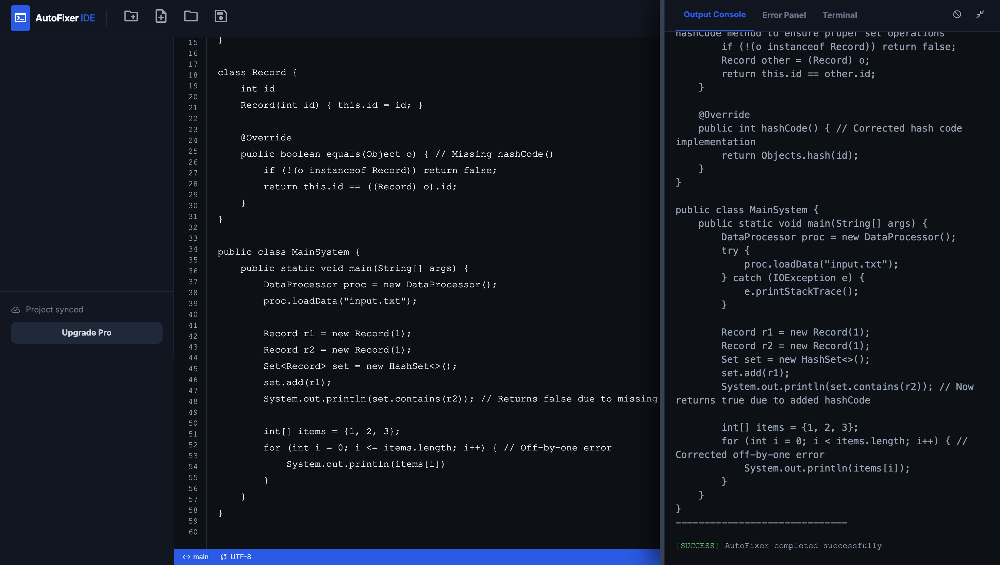 AutoFixer IDE
Output Console
Error Panel
Terminal
Project synced
Upgrade Pro
15
16
17
18
19
20
21
22
23
24
25
26
27
28
29
30
31
32
33
34
35
36
37
38
39
40
41
42
43
44
45
46
47
48
49
50
51
52
53
54
55
56
57
58
59
60
}
class Record {
    int id
    Record(int id) { this.id = id; }
    @Override
    public boolean equals(Object o) { // Missing hashCode()
        if (!(o instanceof Record)) return false;
        return this.id == ((Record) o).id;
    }
}
public class MainSystem {
    public static void main(String[] args) {
        DataProcessor proc = new DataProcessor();
        proc.loadData("input.txt");
        Record r1 = new Record(1);
        Record r2 = new Record(1);
        Set<Record> set = new HashSet<>();
        set.add(r1);
        System.out.println(set.contains(r2)); // Returns false due to missing
        int[] items = {1, 2, 3};
        for (int i = 0; i <= items.length; i++) { // Off-by-one error
            System.out.println(items[i])
        }
    }
}
main
UTF-8
hashCode method to ensure proper set operations
        if (!(o instanceof Record)) return false;
        Record other = (Record) o;
        return this.id == other.id;
    }
    @Override
    public int hashCode() { // Corrected hash code
implementation
        return Objects.hash(id);
    }
}
public class MainSystem {
    public static void main(String[] args) {
        DataProcessor proc = new DataProcessor();
        try {
            proc.loadData("input.txt");
        } catch (IOException e) {
            e.printStackTrace();
        }
        Record r1 = new Record(1);
        Record r2 = new Record(1);
        Set set = new HashSet<>();
        set.add(r1);
        System.out.println(set.contains(r2)); // Now
returns true due to added hashCode
        int[] items = {1, 2, 3};
        for (int i = 0; i < items.length; i++) { //
Corrected off-by-one error
            System.out.println(items[i]);
        }
    }
}
------------------------------
[SUCCESS] AutoFixer completed successfully